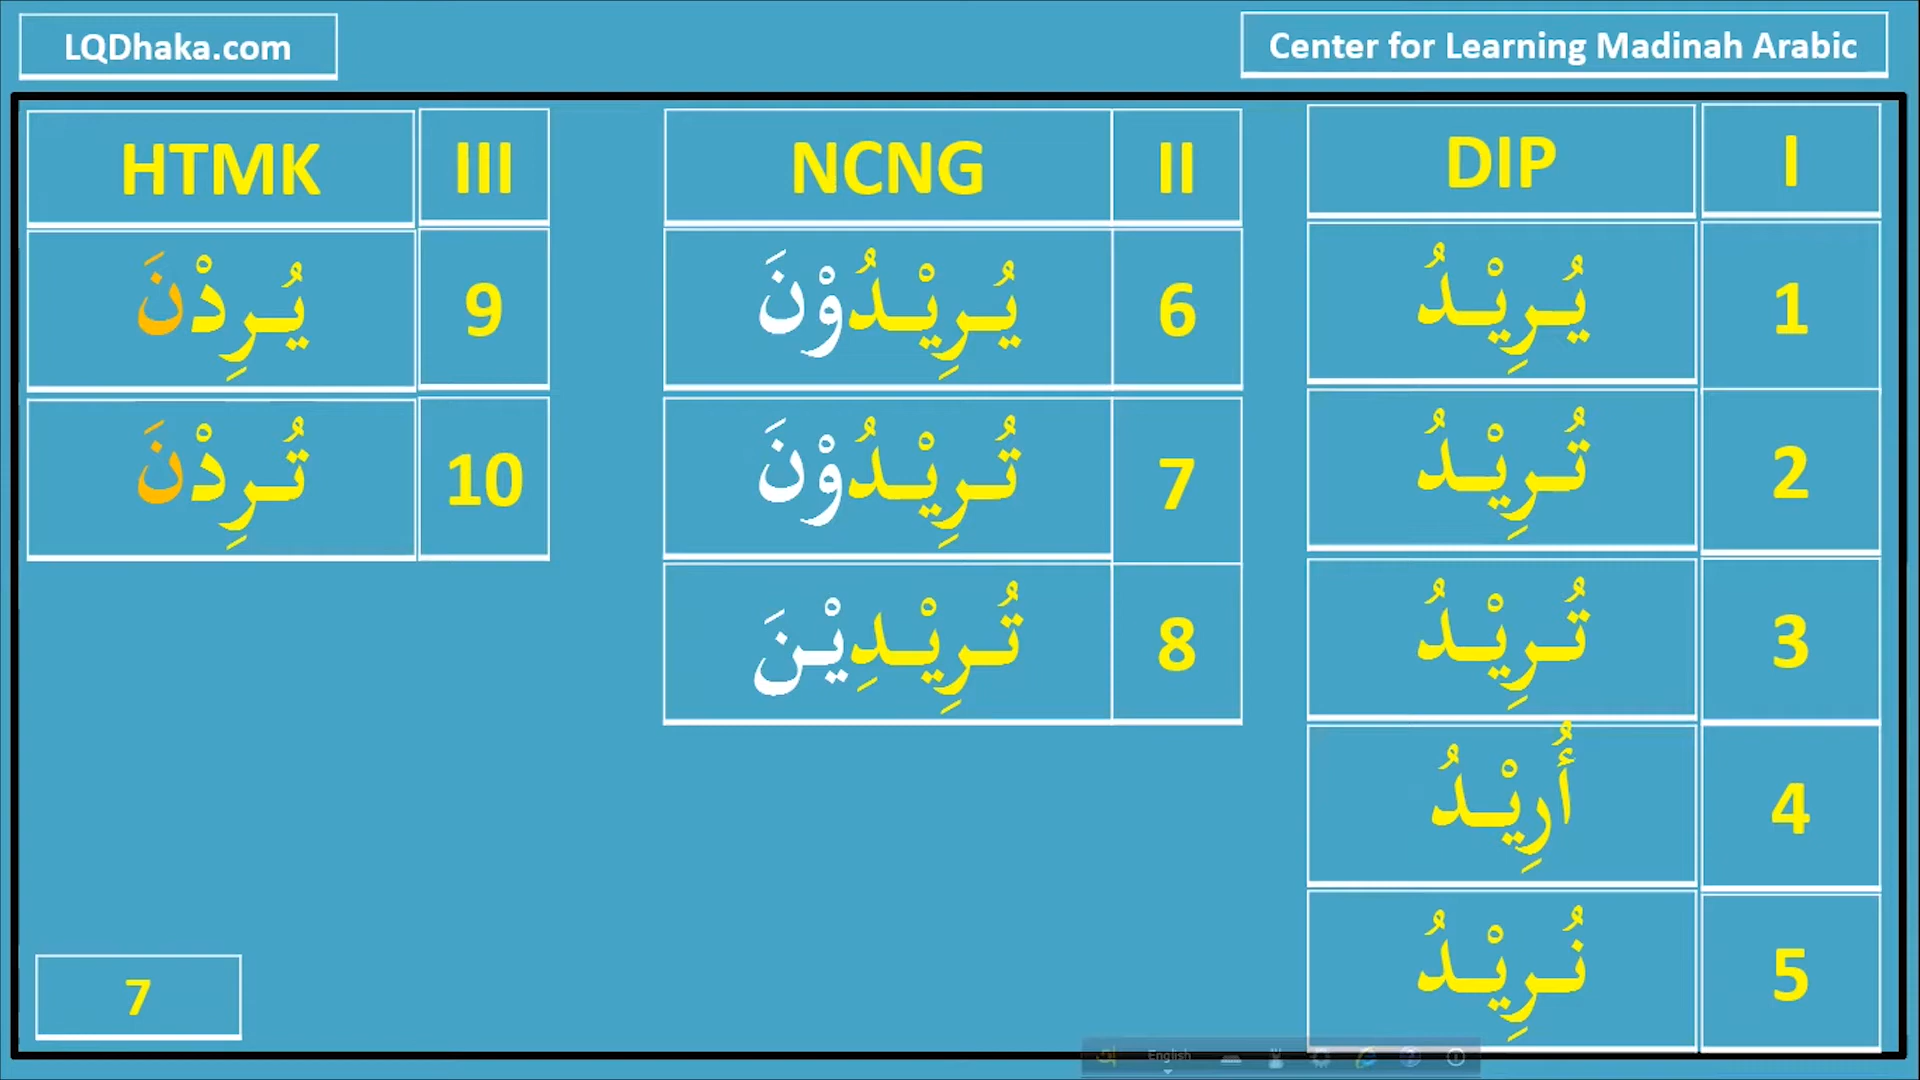 LQDhaka.com
Center for Learning Madinah Arabic
I DIP
1 يُـرِيْـدُ
2 تُـرِيْـدُ
3 تُـرِيْـدُ
4 أُرِيْـدُ
5 نُـرِيْـدُ
II NCNG
6 يُـرِيْـدُوْنَ
7 تُـرِيْـدُوْنَ
8 تُـرِيْـدِيْـنَ
III HTMK
9 يُـرِدْنَ
10 تُـرِدْنَ
7
English